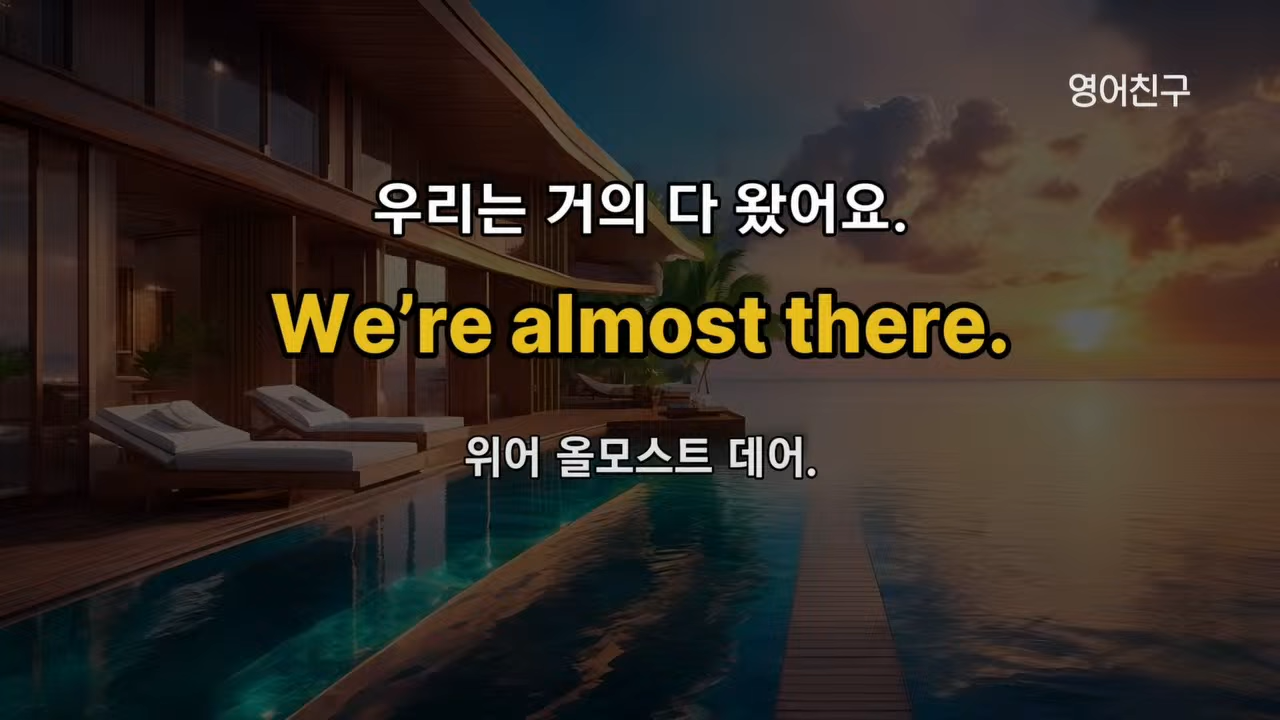 영어친구
우리는 거의 다 왔어요.
We’re almost there.
위어 올모스트 데어.